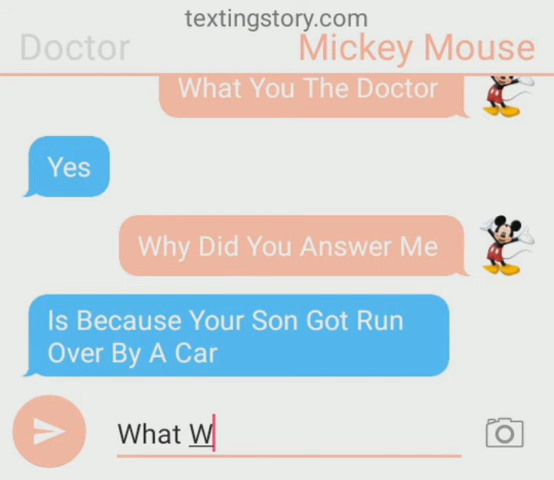 textingstory.com
Doctor
Mickey Mouse
What You The Doctor
Yes
Why Did You Answer Me
Is Because Your Son Got Run
Over By A Car
What W